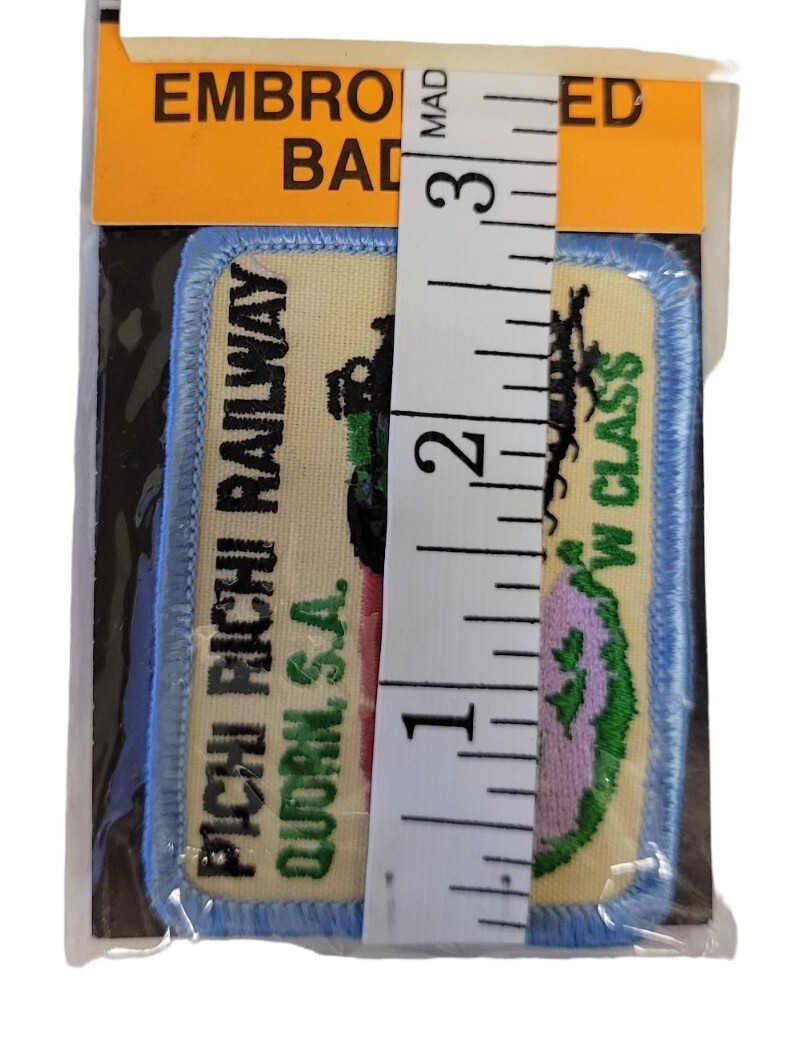 EMBRO ED
BAD
MAD
3
2
1
PICHI RICHI RAILWAY
QUORN, S.A.
W CLASS